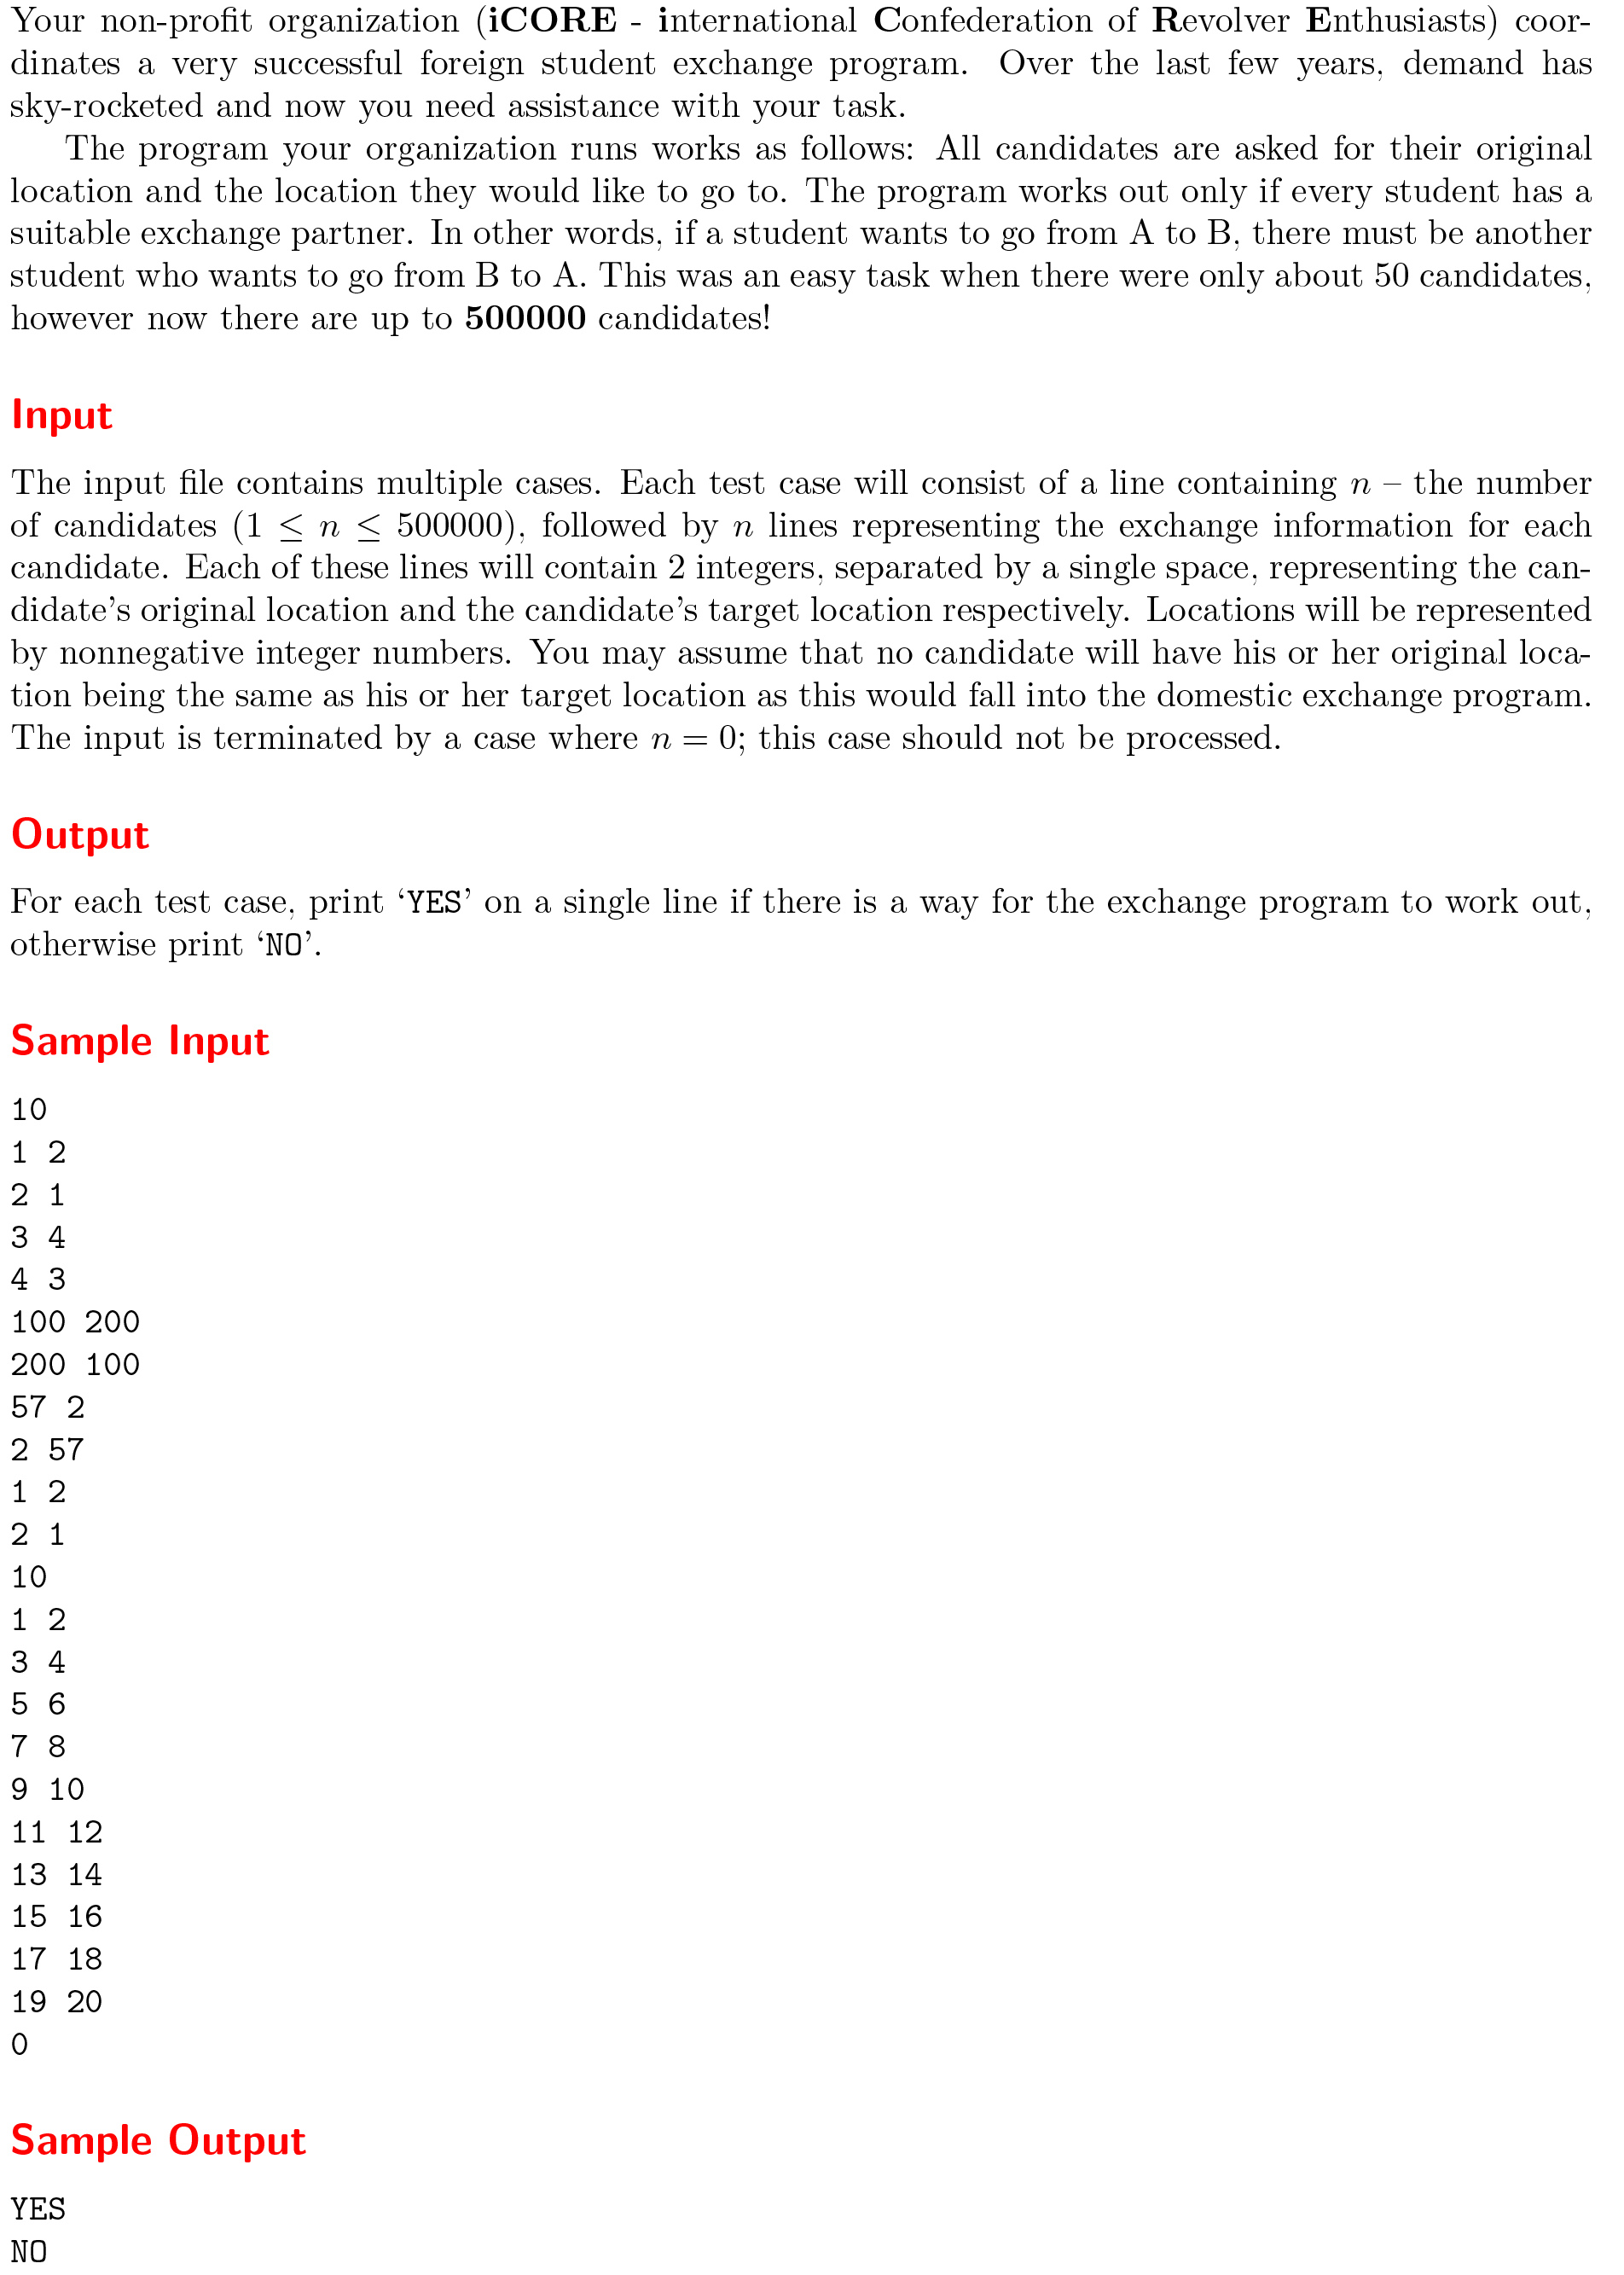 Your non-profit organization (iCORE - international Confederation of Revolver Enthusiasts) coor-
dinates a very successful foreign student exchange program. Over the last few years, demand has
sky-rocketed and now you need assistance with your task.
The program your organization runs works as follows: All candidates are asked for their original
location and the location they would like to go to. The program works out only if every student has a
suitable exchange partner. In other words, if a student wants to go from A to B, there must be another
student who wants to go from B to A. This was an easy task when there were only about 50 candidates,
however now there are up to 500000 candidates!
Input
The input file contains multiple cases. Each test case will consist of a line containing n – the number
of candidates (1 ≤ n ≤ 500000), followed by n lines representing the exchange information for each
candidate. Each of these lines will contain 2 integers, separated by a single space, representing the can-
didate's original location and the candidate's target location respectively. Locations will be represented
by nonnegative integer numbers. You may assume that no candidate will have his or her original loca-
tion being the same as his or her target location as this would fall into the domestic exchange program.
The input is terminated by a case where n = 0; this case should not be processed.
Output
For each test case, print ‘YES’ on a single line if there is a way for the exchange program to work out,
otherwise print ‘NO’.
Sample Input
10
1 2
2 1
3 4
4 3
100 200
200 100
57 2
2 57
1 2
2 1
10
1 2
3 4
5 6
7 8
9 10
11 12
13 14
15 16
17 18
19 20
0
Sample Output
YES
NO